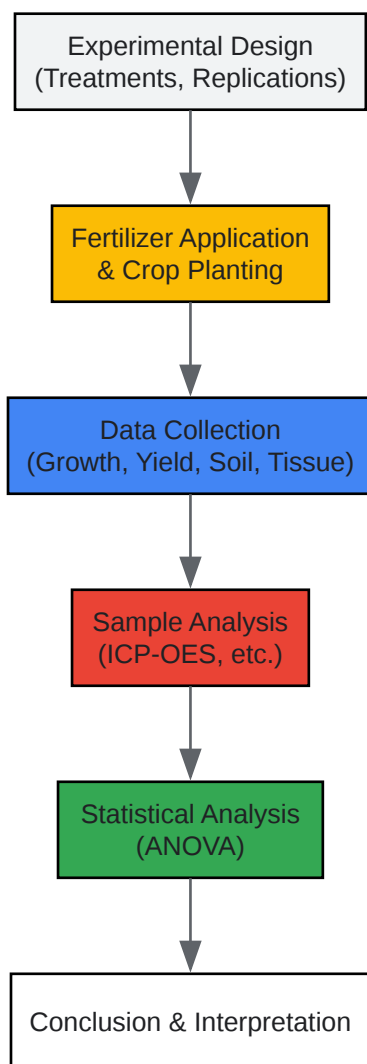 Experimental Design
(Treatments, Replications)
Fertilizer Application
& Crop Planting
Data Collection
(Growth, Yield, Soil, Tissue)
Sample Analysis
(ICP-OES, etc.)
Statistical Analysis
(ANOVA)
Conclusion & Interpretation